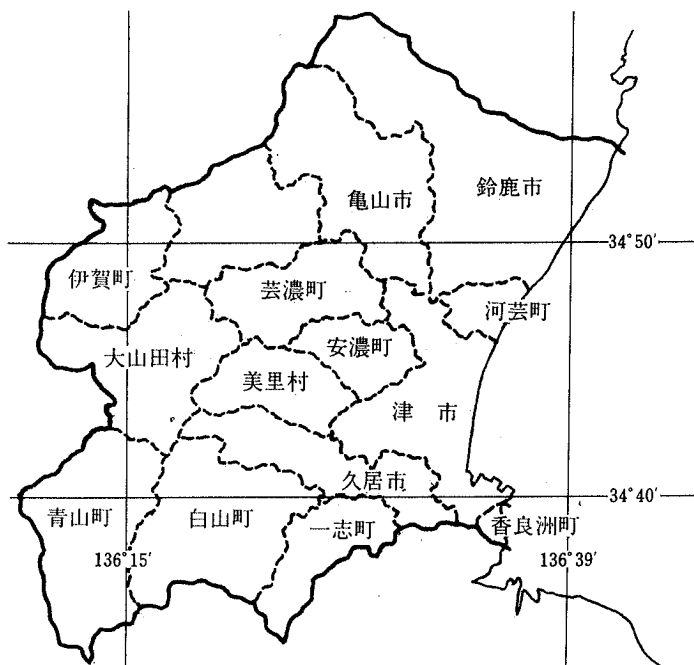 亀山市
鈴鹿市
34°50′
伊賀町
芸濃町
河芸町
大山田村
安濃町
美里村
津 市
久居市
34°40′
青山町
白山町
一志町
香良洲町
136°15′
136°39′